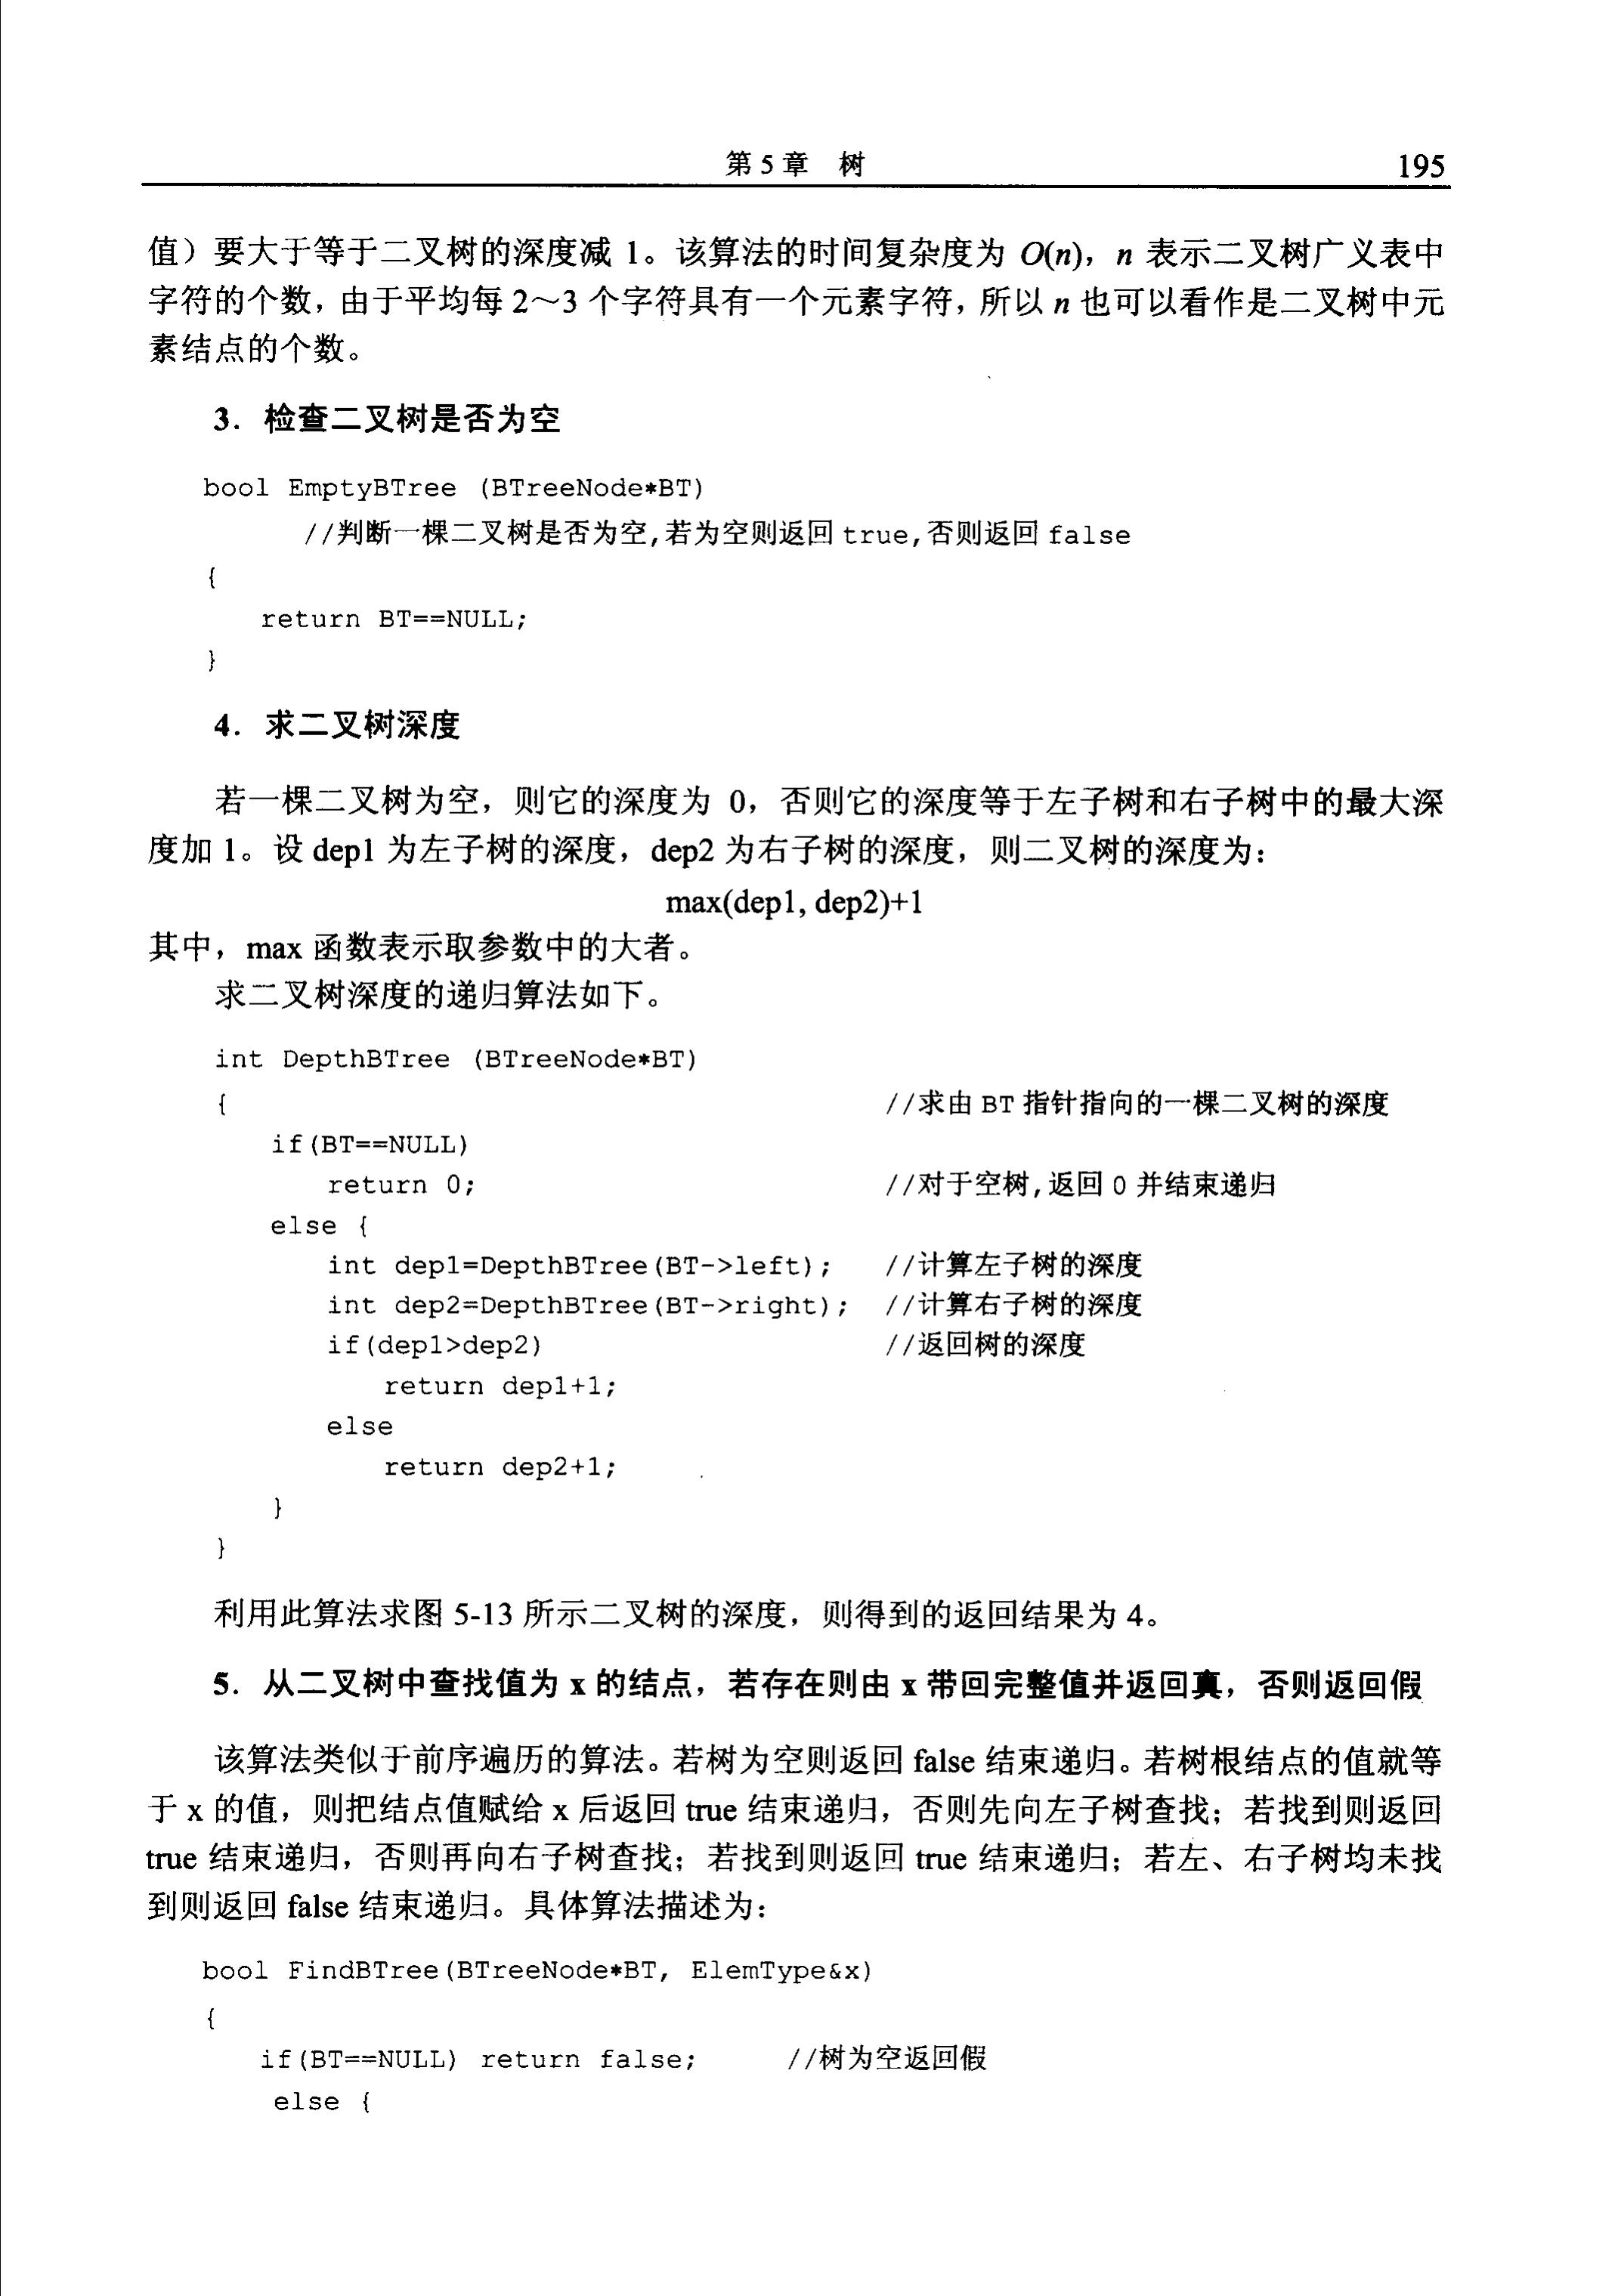 第 5 章　树　195
值）要大于等于二叉树的深度减 1。该算法的时间复杂度为 O(n)，n 表示二叉树广义表中
字符的个数，由于平均每 2～3 个字符具有一个元素字符，所以 n 也可以看作是二叉树中元
素结点的个数。
3．检查二叉树是否为空
bool EmptyBTree (BTreeNode*BT)
//判断一棵二叉树是否为空,若为空则返回 true,否则返回 false
{
return BT==NULL;
}
4．求二叉树深度
若一棵二叉树为空，则它的深度为 0，否则它的深度等于左子树和右子树中的最大深
度加 1。设 dep1 为左子树的深度，dep2 为右子树的深度，则二叉树的深度为：
max(dep1, dep2)+1
其中，max 函数表示取参数中的大者。
求二叉树深度的递归算法如下。
int DepthBTree (BTreeNode*BT)
{ //求由 BT 指针指向的一棵二叉树的深度
if(BT==NULL)
return 0; //对于空树,返回 0 并结束递归
else {
int dep1=DepthBTree(BT->left); //计算左子树的深度
int dep2=DepthBTree(BT->right); //计算右子树的深度
if(dep1>dep2) //返回树的深度
return dep1+1;
else
return dep2+1;
}
}
利用此算法求图 5-13 所示二叉树的深度，则得到的返回结果为 4。
5．从二叉树中查找值为 x 的结点，若存在则由 x 带回完整值并返回真，否则返回假
该算法类似于前序遍历的算法。若树为空则返回 false 结束递归。若树根结点的值就等
于 x 的值，则把结点值赋给 x 后返回 true 结束递归，否则先向左子树查找；若找到则返回
true 结束递归，否则再向右子树查找；若找到则返回 true 结束递归；若左、右子树均未找
到则返回 false 结束递归。具体算法描述为：
bool FindBTree(BTreeNode*BT, ElemType&x)
{
if(BT==NULL) return false; //树为空返回假
else {